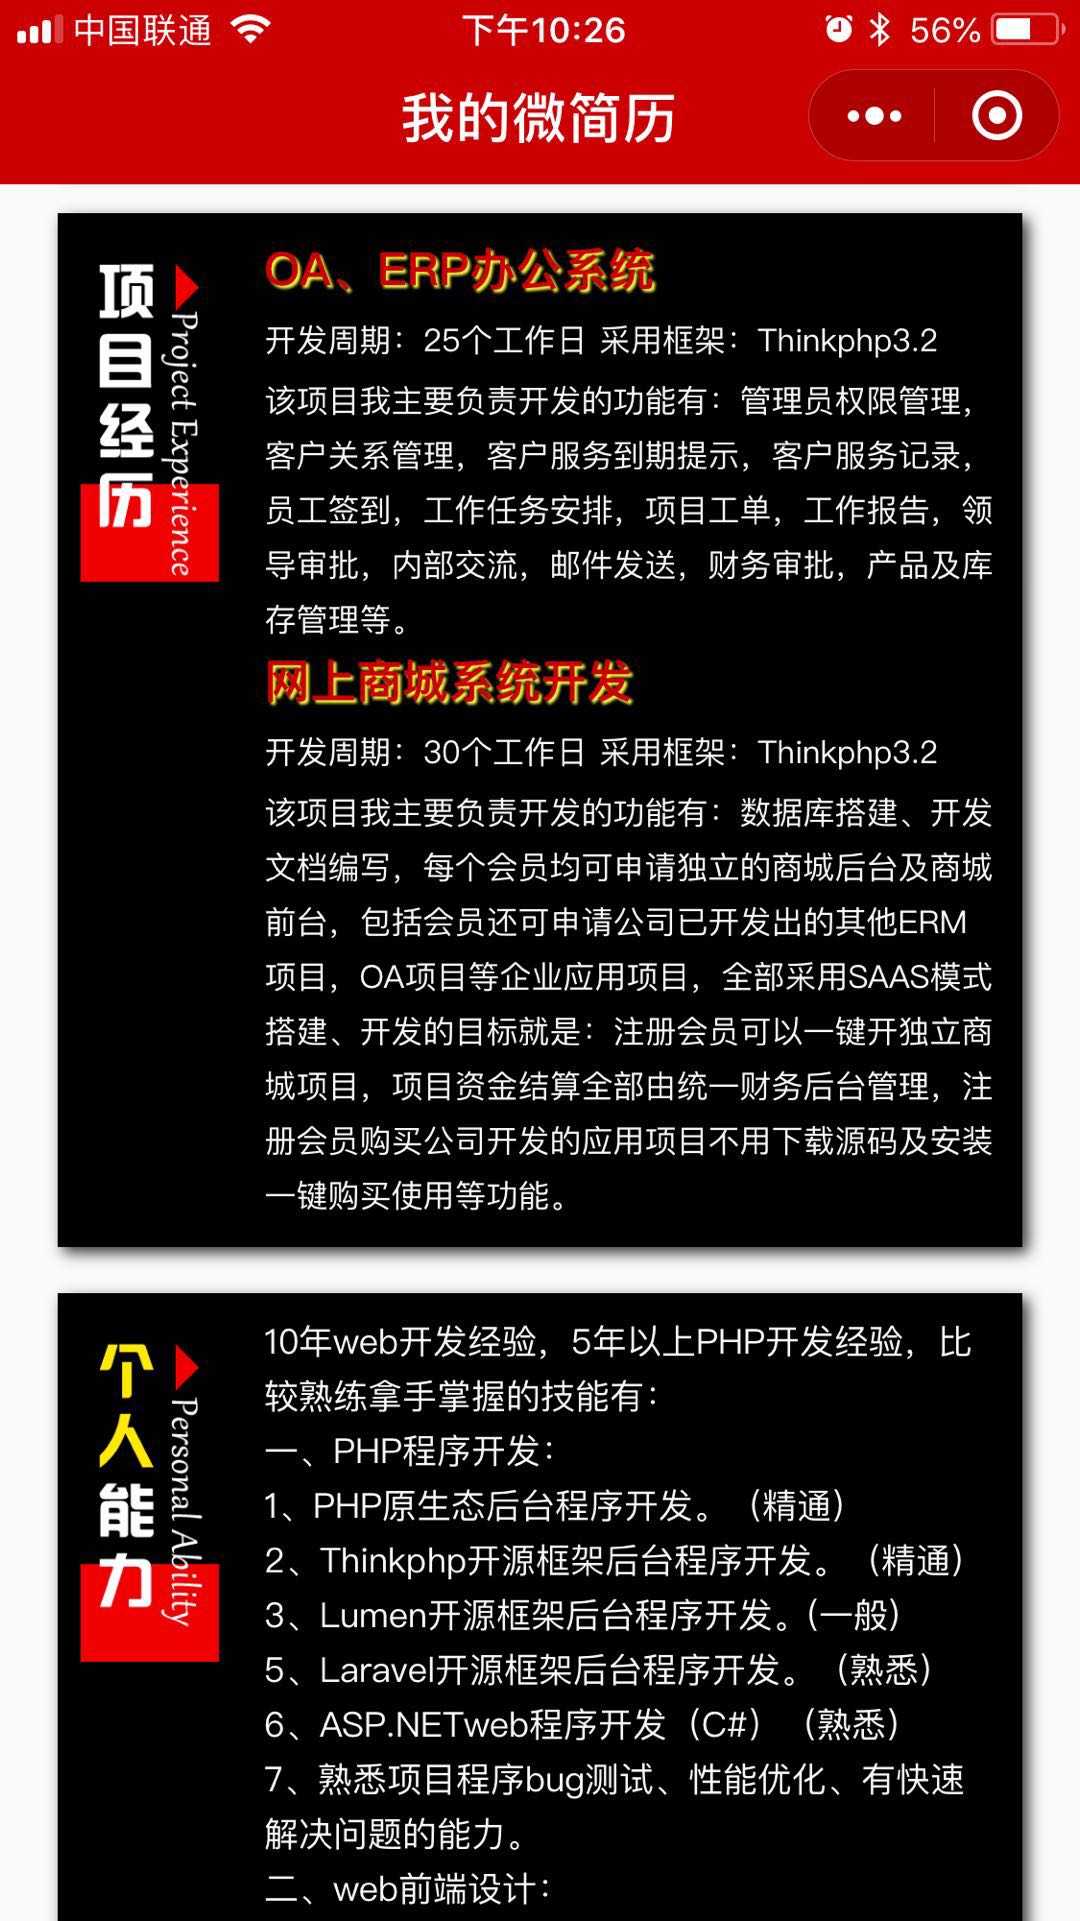 中国联通 下午10:26 56%
我的微简历
项目经历
Project Experience
OA、ERP办公系统
开发周期：25个工作日 采用框架：Thinkphp3.2
该项目我主要负责开发的功能有：管理员权限管理，
客户关系管理，客户服务到期提示，客户服务记录，
员工签到，工作任务安排，项目工单，工作报告，领
导审批，内部交流，邮件发送，财务审批，产品及库
存管理等。
网上商城系统开发
开发周期：30个工作日 采用框架：Thinkphp3.2
该项目我主要负责开发的功能有：数据库搭建、开发
文档编写，每个会员均可申请独立的商城后台及商城
前台，包括会员还可申请公司已开发出的其他ERM
项目，OA项目等企业应用项目，全部采用SAAS模式
搭建、开发的目标就是：注册会员可以一键开独立商
城项目，项目资金结算全部由统一财务后台管理，注
册会员购买公司开发的应用项目不用下载源码及安装
一键购买使用等功能。
个人能力
Personal Ability
10年web开发经验，5年以上PHP开发经验，比
较熟练拿手掌握的技能有：
一、PHP程序开发：
1、PHP原生态后台程序开发。（精通）
2、Thinkphp开源框架后台程序开发。（精通）
3、Lumen开源框架后台程序开发。(一般)
5、Laravel开源框架后台程序开发。（熟悉）
6、ASP.NETweb程序开发（C#）（熟悉）
7、熟悉项目程序bug测试、性能优化、有快速
解决问题的能力。
二、web前端设计：